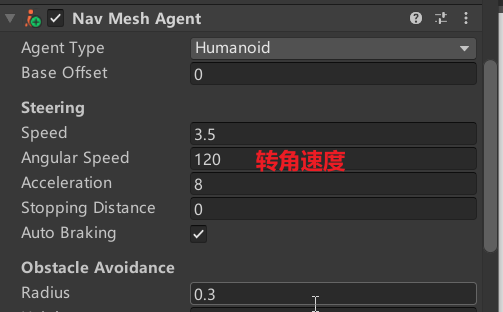 Nav Mesh Agent
Agent Type Humanoid
Base Offset 0
Steering
Speed 3.5
Angular Speed 120 转角速度
Acceleration 8
Stopping Distance 0
Auto Braking
Obstacle Avoidance
Radius 0.3